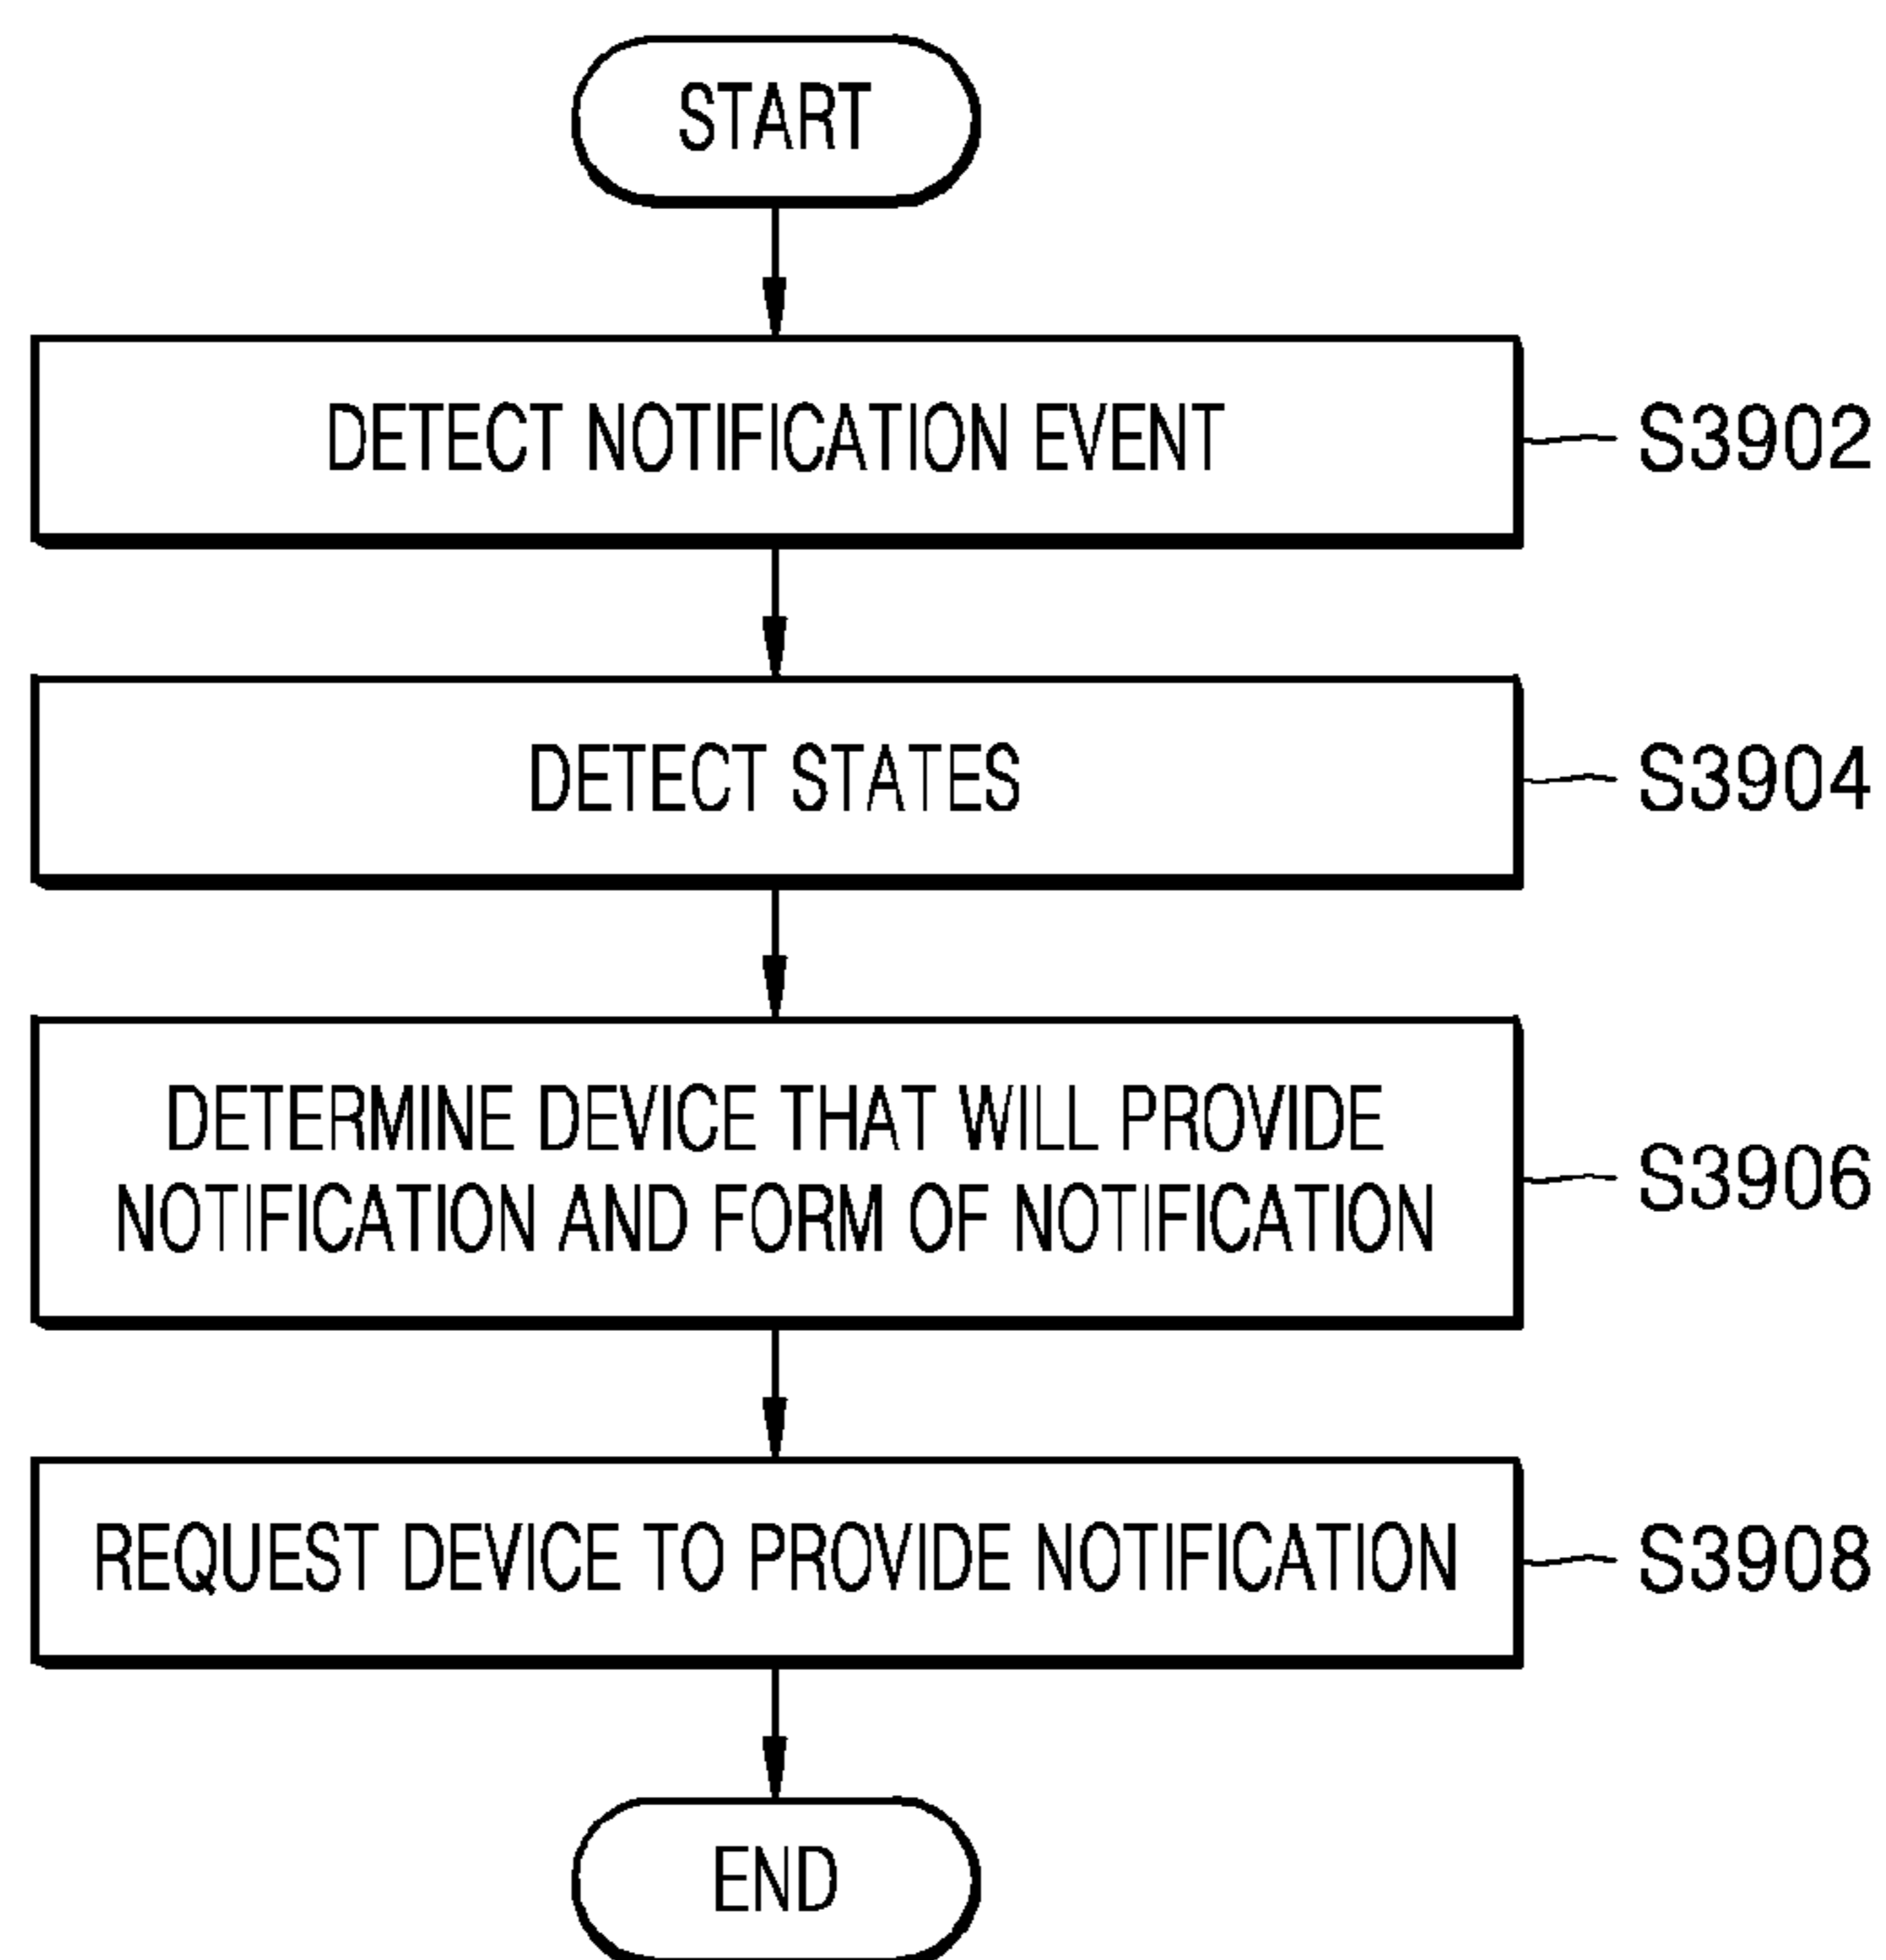 START
DETECT NOTIFICATION EVENT
S3902
DETECT STATES
S3904
DETERMINE DEVICE THAT WILL PROVIDE
NOTIFICATION AND FORM OF NOTIFICATION
S3906
REQUEST DEVICE TO PROVIDE NOTIFICATION
S3908
END